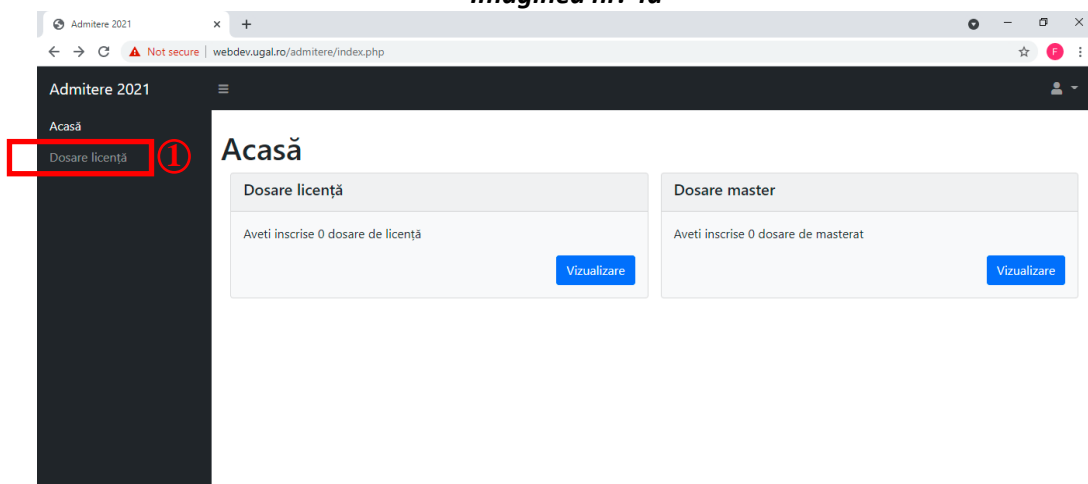 Imaginea nr. 1a
Admitere 2021
Not secure | webdev.ugal.ro/admitere/index.php
F
Admitere 2021
Acasă
Dosare licență
①
Acasă
Dosare licență
Aveti inscrise 0 dosare de licență
Vizualizare
Dosare master
Aveti inscrise 0 dosare de masterat
Vizualizare